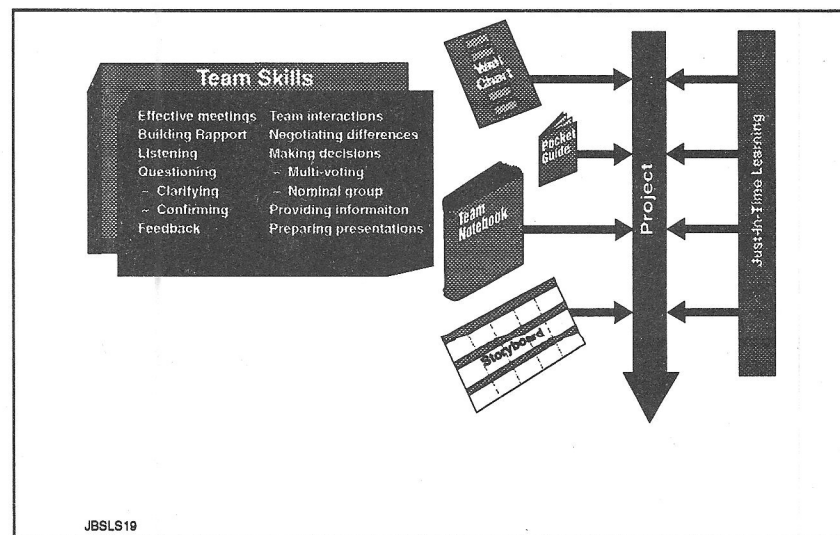 Team Skills
Effective meetings
Building Rapport
Listening
Questioning
~ Clarifying
~ Confirming
Feedback
Team interactions
Negotiating differences
Making decisions
~ Multi-voting
~ Nominal group
Providing informaiton
Preparing presentations
Wall
Chart
Pocket
Guide
Team
Notebook
Storyboard
Project
Just-In-Time Learning
JBSLS19